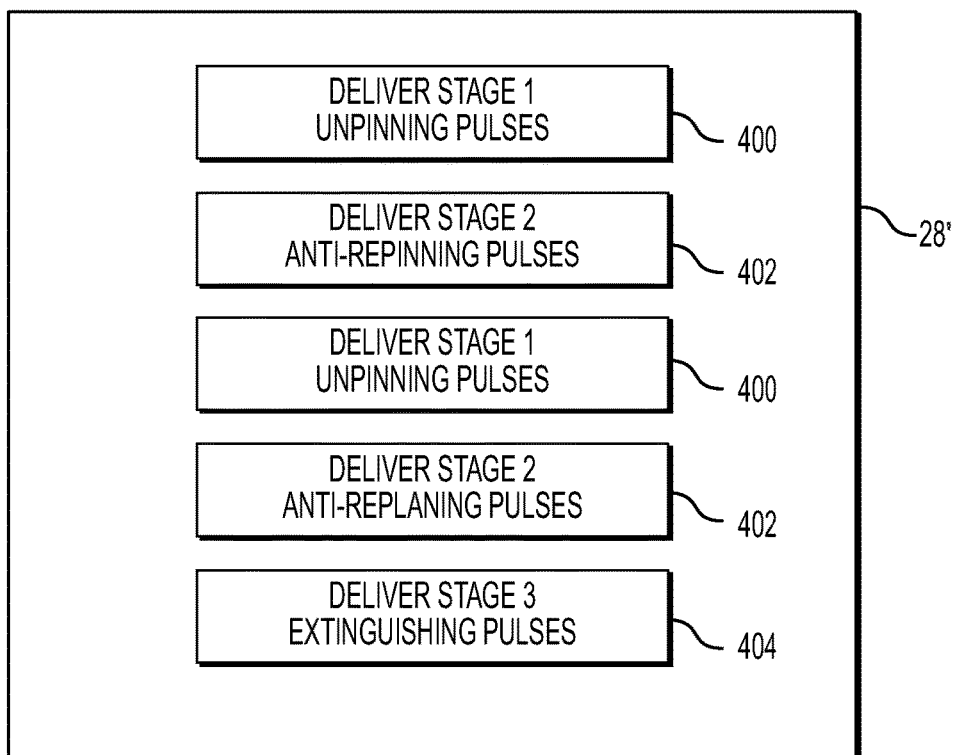 DELIVER STAGE 1
UNPINNING PULSES
400
DELIVER STAGE 2
ANTI-REPINNING PULSES
402
28'
DELIVER STAGE 1
UNPINNING PULSES
400
DELIVER STAGE 2
ANTI-REPLANING PULSES
402
DELIVER STAGE 3
EXTINGUISHING PULSES
404